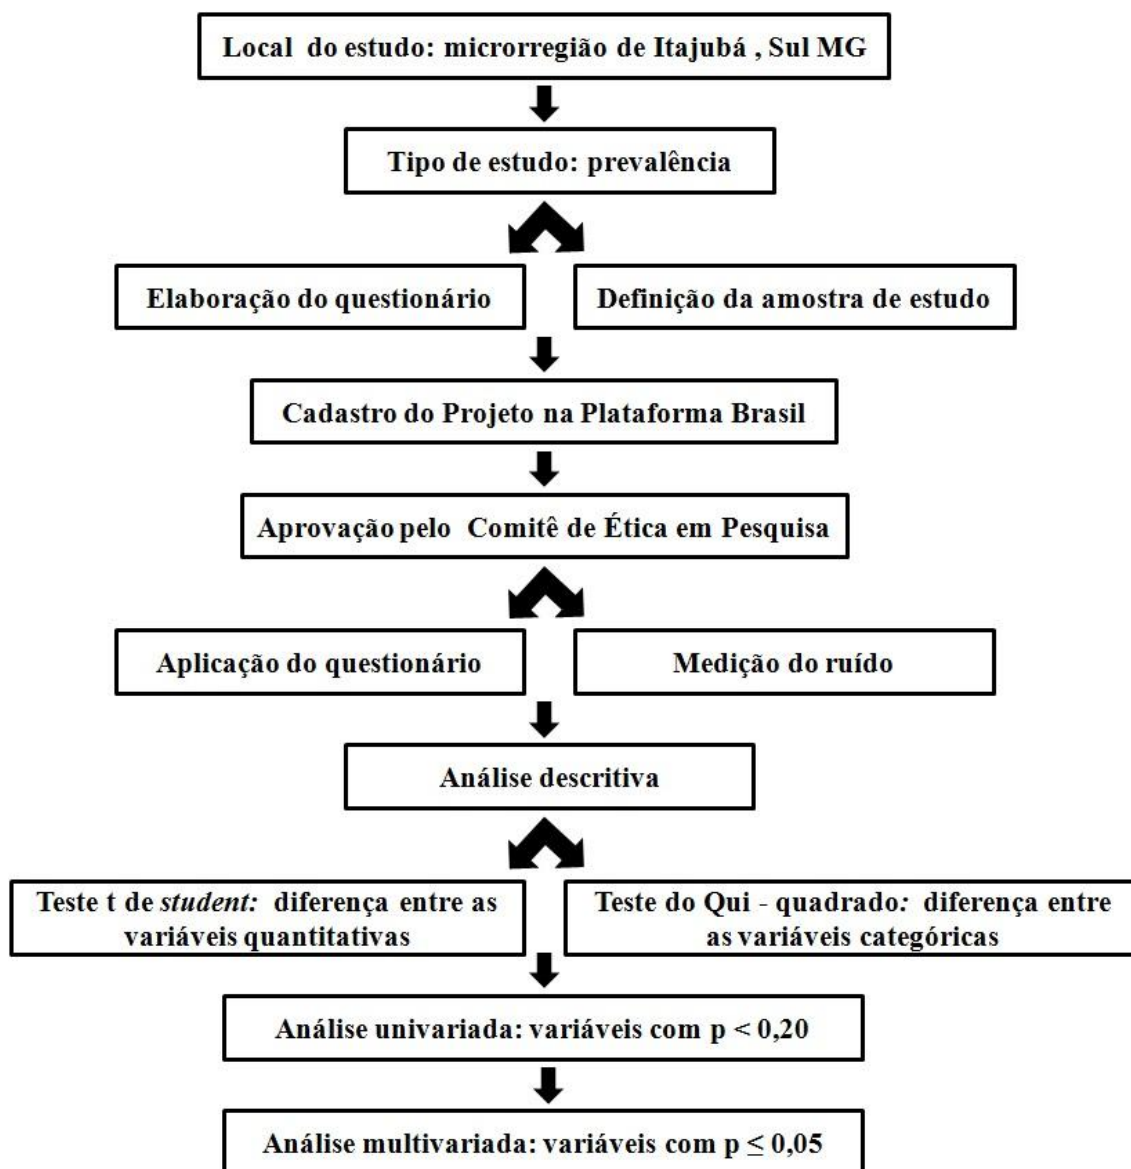 Local do estudo: microrregião de Itajubá , Sul MG
Tipo de estudo: prevalência
Elaboração do questionário
Definição da amostra de estudo
Cadastro do Projeto na Plataforma Brasil
Aprovação pelo Comitê de Ética em Pesquisa
Aplicação do questionário
Medição do ruído
Análise descritiva
Teste t de student: diferença entre as
variáveis quantitativas
Teste do Qui - quadrado: diferença entre
as variáveis categóricas
Análise univariada: variáveis com p < 0,20
Análise multivariada: variáveis com p ≤ 0,05